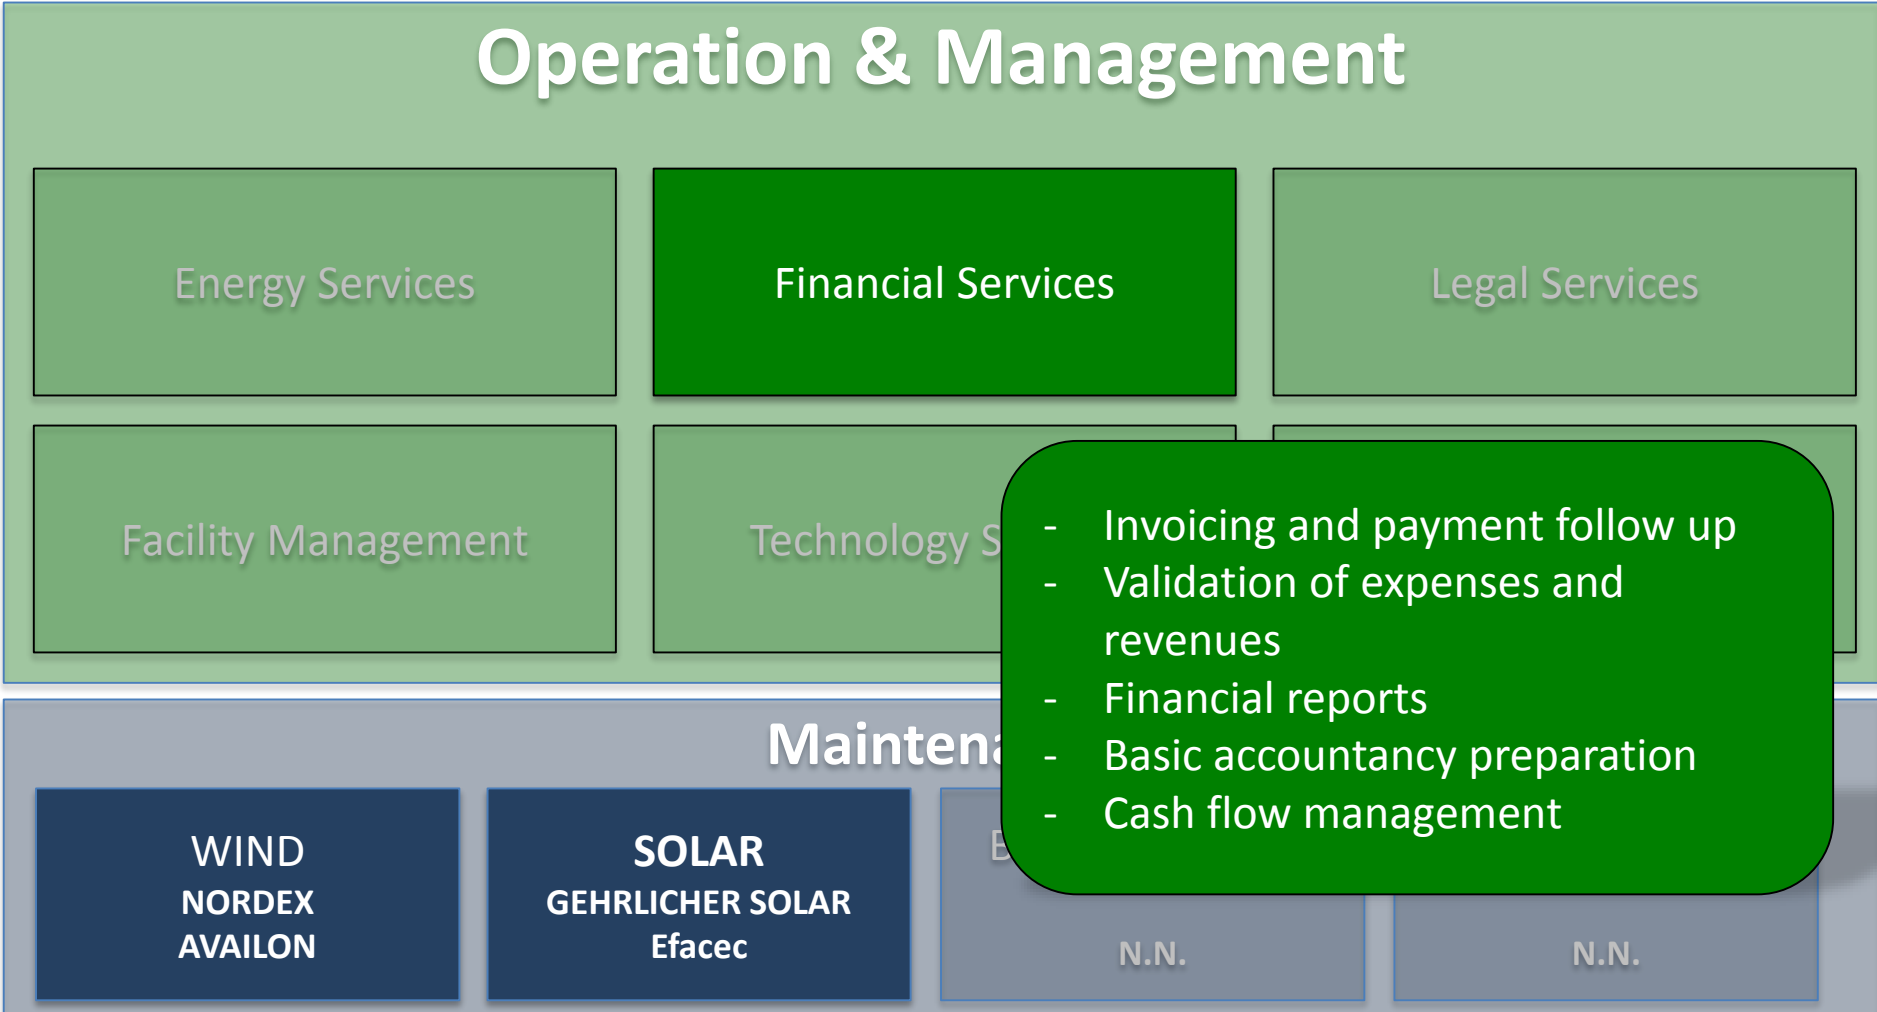 Operation & Management
Energy Services
Financial Services
Legal Services
Facility Management
Technology
- Invoicing and payment follow up
- Validation of expenses and
revenues
- Financial reports
- Basic accountancy preparation
- Cash flow management
WIND
NORDEX
AVAILON
SOLAR
GEHRLICHER SOLAR
Efacec
N.N.
N.N.